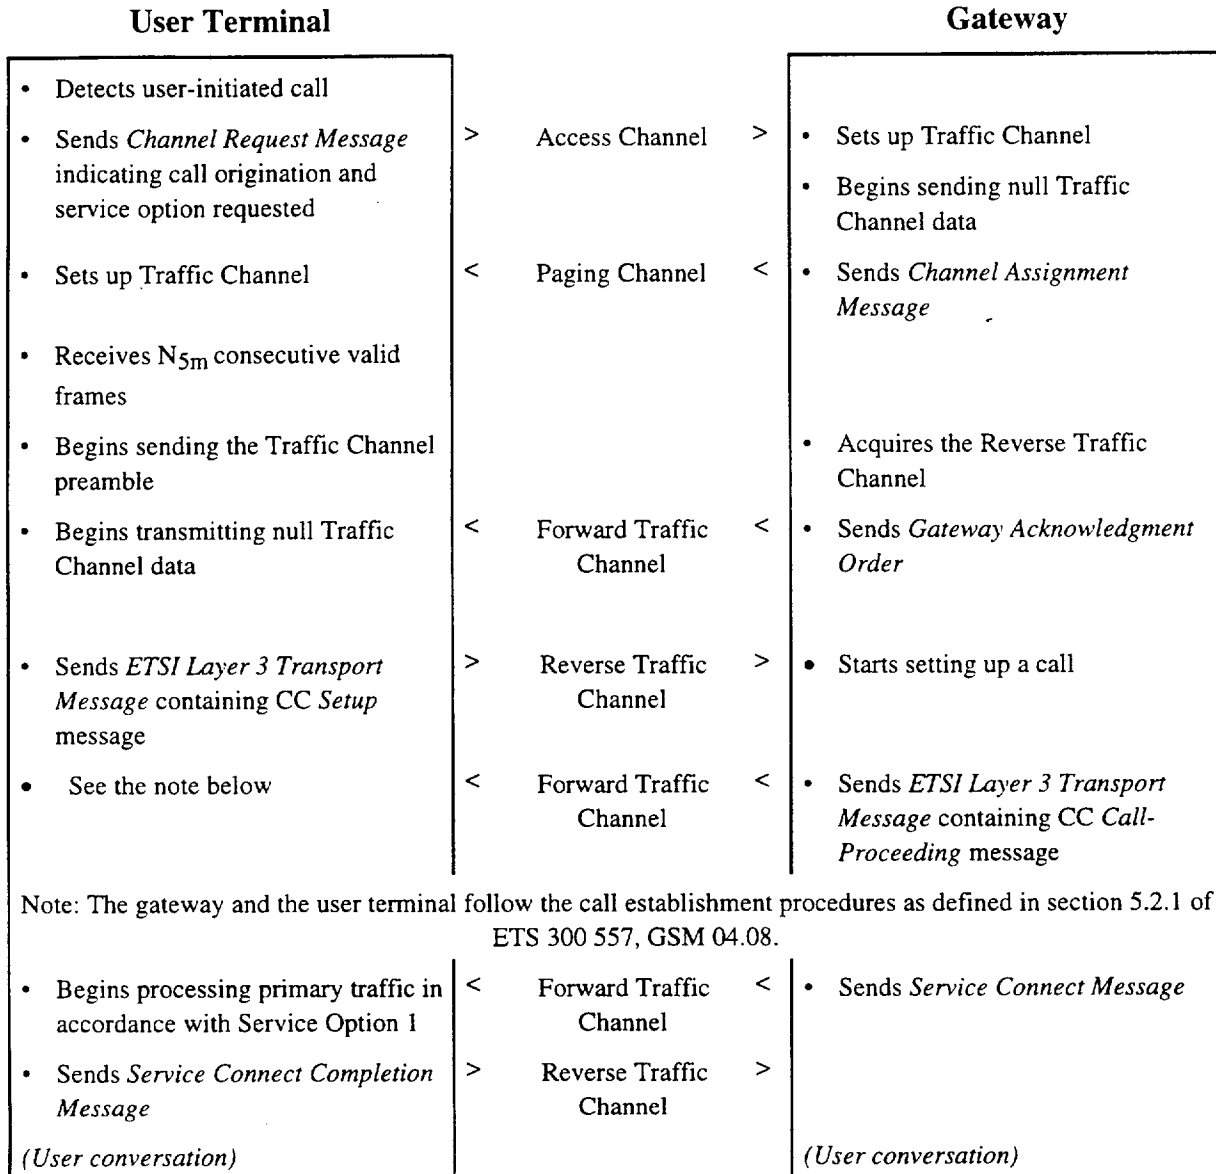 User Terminal
Gateway
• Detects user-initiated call
• Sends Channel Request Message
indicating call origination and
service option requested
> Access Channel >
• Sets up Traffic Channel
• Begins sending null Traffic
Channel data
• Sets up Traffic Channel
< Paging Channel <
• Sends Channel Assignment
Message
• Receives N5m consecutive valid
frames
• Begins sending the Traffic Channel
preamble
• Acquires the Reverse Traffic
Channel
• Begins transmitting null Traffic
Channel data
< Forward Traffic <
Channel
• Sends Gateway Acknowledgment
Order
• Sends ETSI Layer 3 Transport
Message containing CC Setup
message
> Reverse Traffic >
Channel
• Starts setting up a call
• See the note below
< Forward Traffic <
Channel
• Sends ETSI Layer 3 Transport
Message containing CC Call-
Proceeding message
Note: The gateway and the user terminal follow the call establishment procedures as defined in section 5.2.1 of
ETS 300 557, GSM 04.08.
• Begins processing primary traffic in
accordance with Service Option 1
< Forward Traffic <
Channel
• Sends Service Connect Message
• Sends Service Connect Completion
Message
> Reverse Traffic >
Channel
(User conversation)
(User conversation)